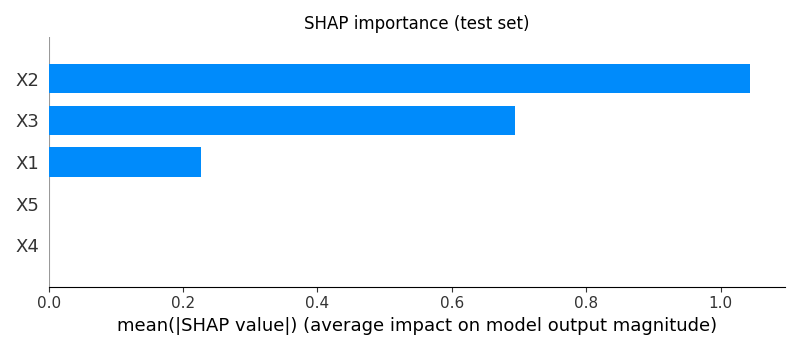 SHAP importance (test set)
X2
X3
X1
X5
X4
0.0 0.2 0.4 0.6 0.8 1.0
mean(|SHAP value|) (average impact on model output magnitude)